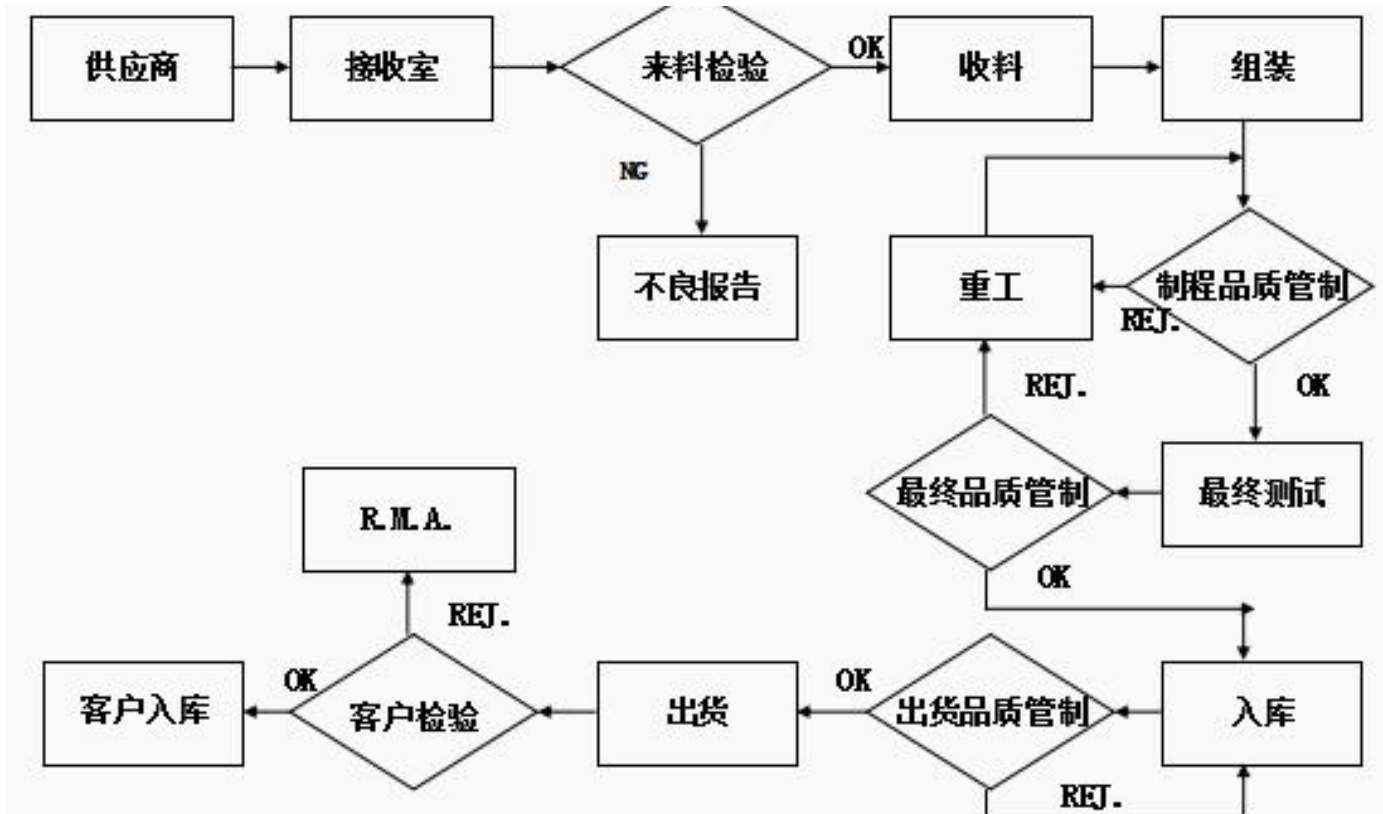 供应商
接收室
来料检验
OK
收料
组装
NG
不良报告
重工
制程品质管制
REJ.
REJ.
OK
最终品质管制
最终测试
R.M.A.
OK
REJ.
客户入库
OK
客户检验
出货
OK
出货品质管制
入库
REJ.